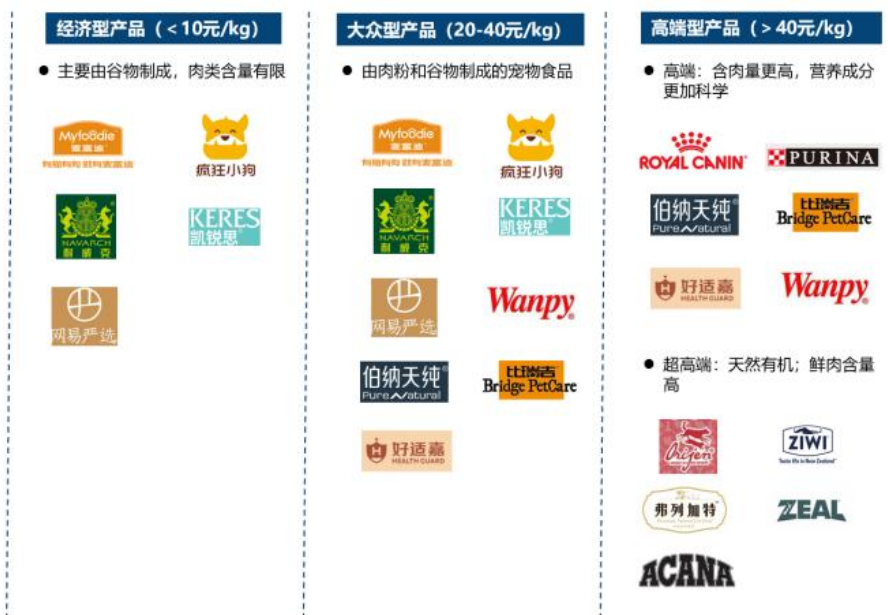 经济型产品（<10元/kg）
● 主要由谷物制成，肉类含量有限
Myfoodie
麦富迪
疯狂小狗
NAVARCH
耐威克
KERES
凯锐思
网易严选
大众型产品（20-40元/kg）
● 由肉粉和谷物制成的宠物食品
Myfoodie
麦富迪
疯狂小狗
NAVARCH
耐威克
KERES
凯锐思
网易严选
Wanpy
伯纳天纯
Pure Natural
比瑞吉
Bridge PetCare
好适嘉
HEALTH GUARD
高端型产品（>40元/kg）
● 高端：含肉量更高，营养成分
更加科学
ROYAL CANIN
PURINA
伯纳天纯
Pure Natural
比瑞吉
Bridge PetCare
好适嘉
HEALTH GUARD
Wanpy
● 超高端：天然有机；鲜肉含量
高
Orijen
ZIWI
弗列加特
ZEAL
ACANA